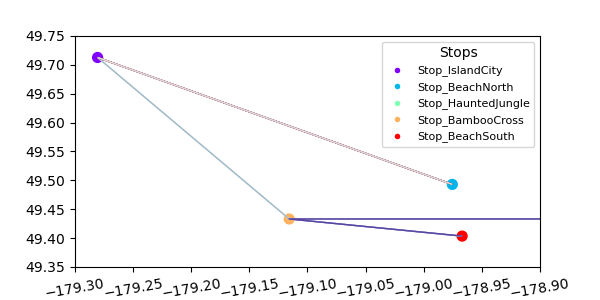 49.75
49.70
49.65
49.60
49.55
49.50
49.45
49.40
49.35
Stops
Stop_IslandCity
Stop_BeachNorth
Stop_HauntedJungle
Stop_BambooCross
Stop_BeachSouth
−179.30 −179.25 −179.20 −179.15 −179.10 −179.05 −179.00 −178.95 −178.90